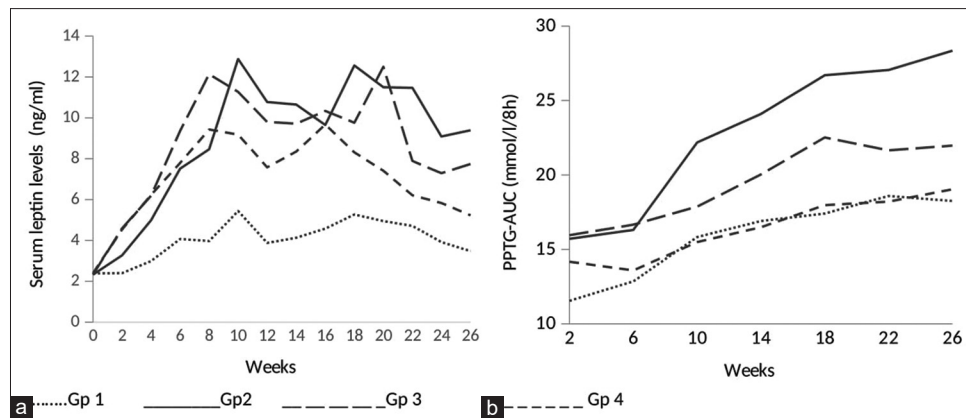 14
12
10
8
6
4
2
0
Serum leptin levels (ng/ml)
0 2 4 6 8 10 12 14 16 18 20 22 24 26
Weeks
30
25
20
15
10
PPTG-AUC (mmol/l/8h)
2 6 10 14 18 22 26
Weeks
a Gp 1 Gp2 Gp 3 b Gp 4